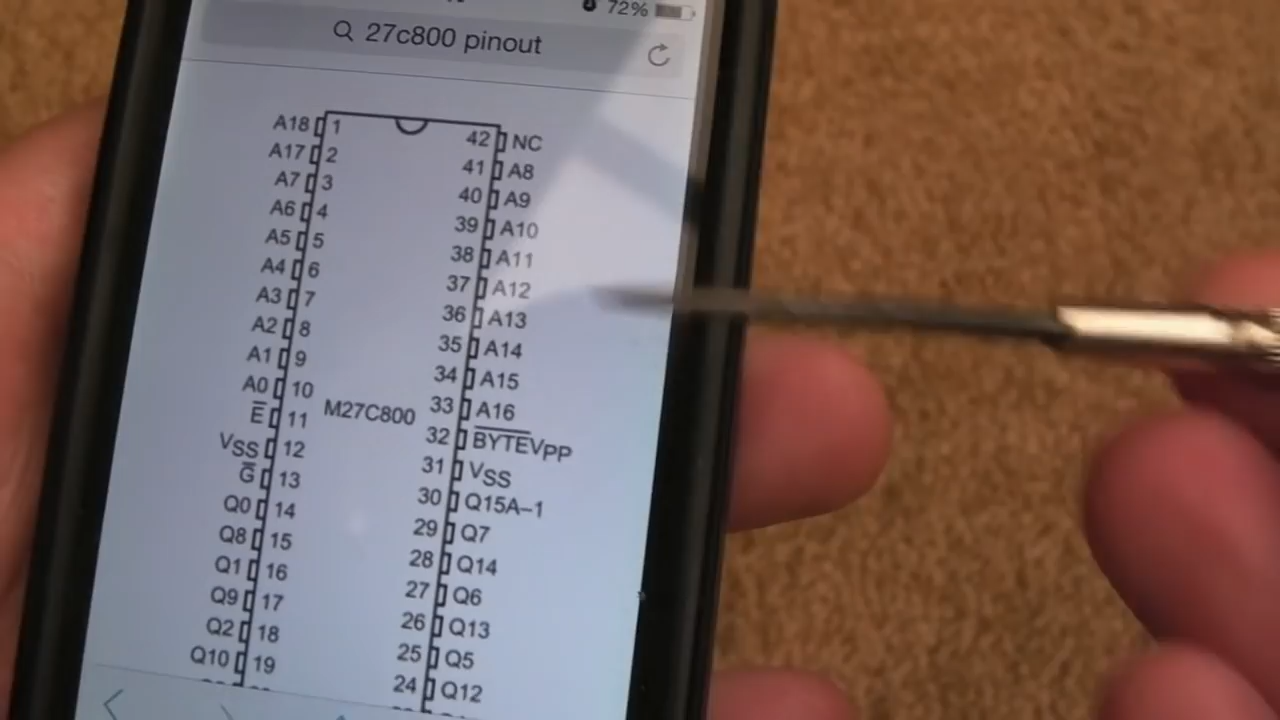 72%
27c800 pinout
A18 1 42 NC
A17 2 41 A8
A7 3 40 A9
A6 4 39 A10
A5 5 38 A11
A4 6 37 A12
A3 7 36 A13
A2 8 35 A14
A1 9 34 A15
A0 10 33 A16
E 11 M27C800 32 BYTEVPP
VSS 12 31 VSS
G 13 30 Q15A–1
Q0 14 29 Q7
Q8 15 28 Q14
Q1 16 27 Q6
Q9 17 26 Q13
Q2 18 25 Q5
Q10 19 24 Q12